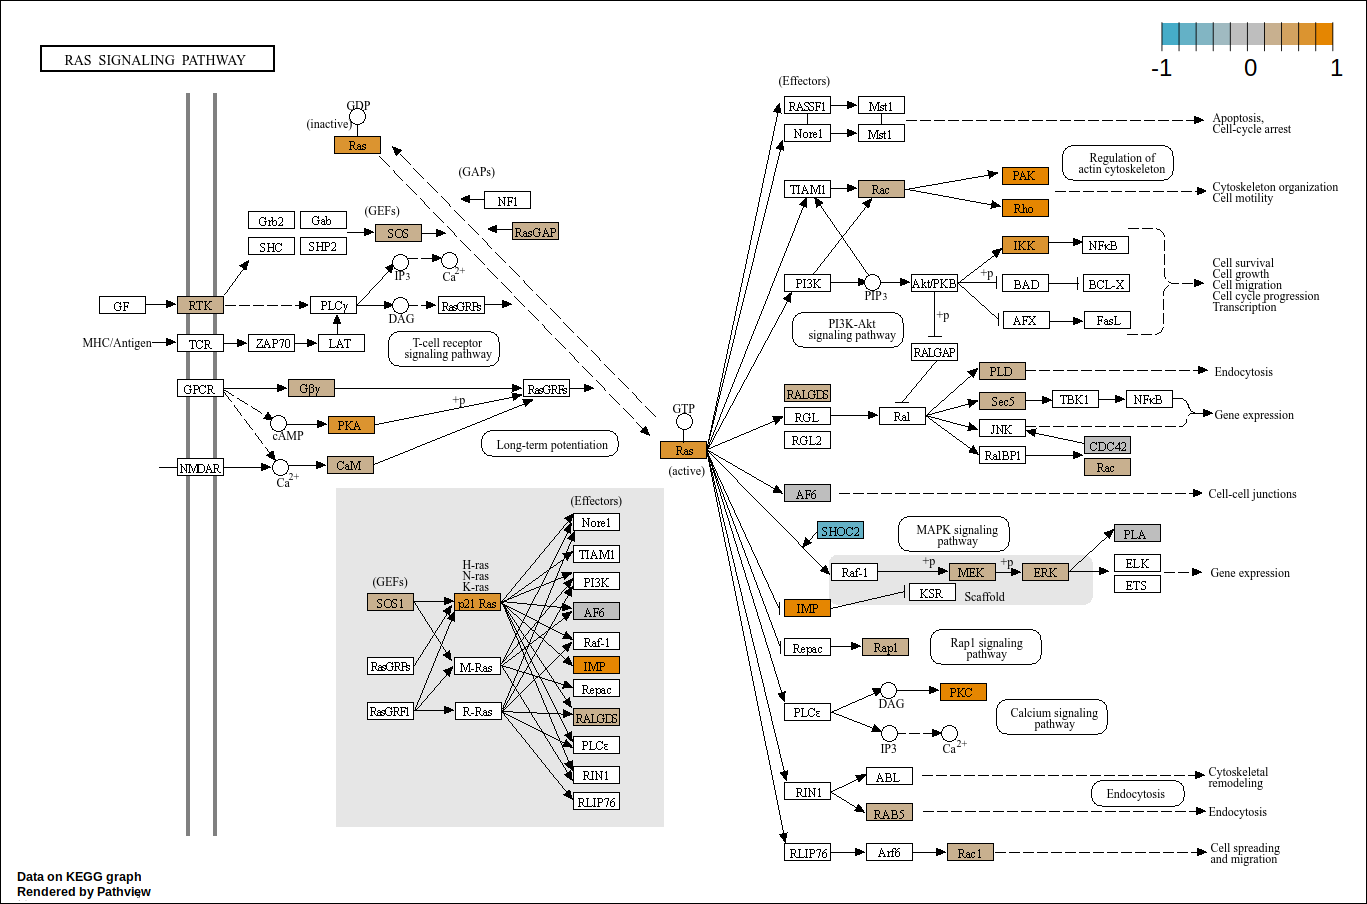 RAS SIGNALING PATHWAY
-1
0
1
GDP
(inactive)
Ras
(GAPs)
NF1
RasGAP
Grb2
Gab
(GEFs)
SOS
SHC
SHP2
IP3
Ca2+
GF
RTK
PLCγ
DAG
RasGRPs
MHC/Antigen
TCR
ZAP70
LAT
T-cell receptor
signaling pathway
GPCR
Gβγ
RasGRFs
+p
cAMP
PKA
CaM
NMDAR
Ca2+
Long-term potentiation
GTP
Ras
(active)
(Effectors)
RASSF1
Mst1
Nore1
Mst1
Apoptosis,
Cell-cycle arrest
Regulation of
actin cytoskeleton
TIAM1
Rac
PAK
Rho
Cytoskeleton organization
Cell motility
IKK
NFκB
+p
PI3K
PIP3
Akt/PKB
BAD
BCL-X
AFX
FasL
Cell survival
Cell growth
Cell migration
Cell cycle progression
Transcription
PI3K-Akt
signaling pathway
+p
RALGAP
RALGDS
RGL
RGL2
Ral
PLD
Endocytosis
Sec5
TBK1
NFκB
Gene expression
JNK
RalBP1
CDC42
Rac
AF6
Cell-cell junctions
SHOC2
MAPK signaling
pathway
PLA
Raf-1
+p
MEK
+p
ERK
ELK
ETS
Gene expression
KSR
Scaffold
IMP
Repac
Rap1
Rap1 signaling
pathway
PLCε
DAG
PKC
IP3
Ca2+
Calcium signaling
pathway
RIN1
ABL
Cytoskeletal
remodeling
Endocytosis
RAB5
Endocytosis
RLIP76
Arf6
Rac1
Cell spreading
and migration
(Effectors)
H-ras
N-ras
K-ras
(GEFs)
SOS1
p21 Ras
RasGRPs
M-Ras
RasGRF1
R-Ras
Nore1
TIAM1
PI3K
AF6
Raf-1
IMP
Repac
RALGDS
PLCε
RIN1
RLIP76
Data on KEGG graph
Rendered by Pathview